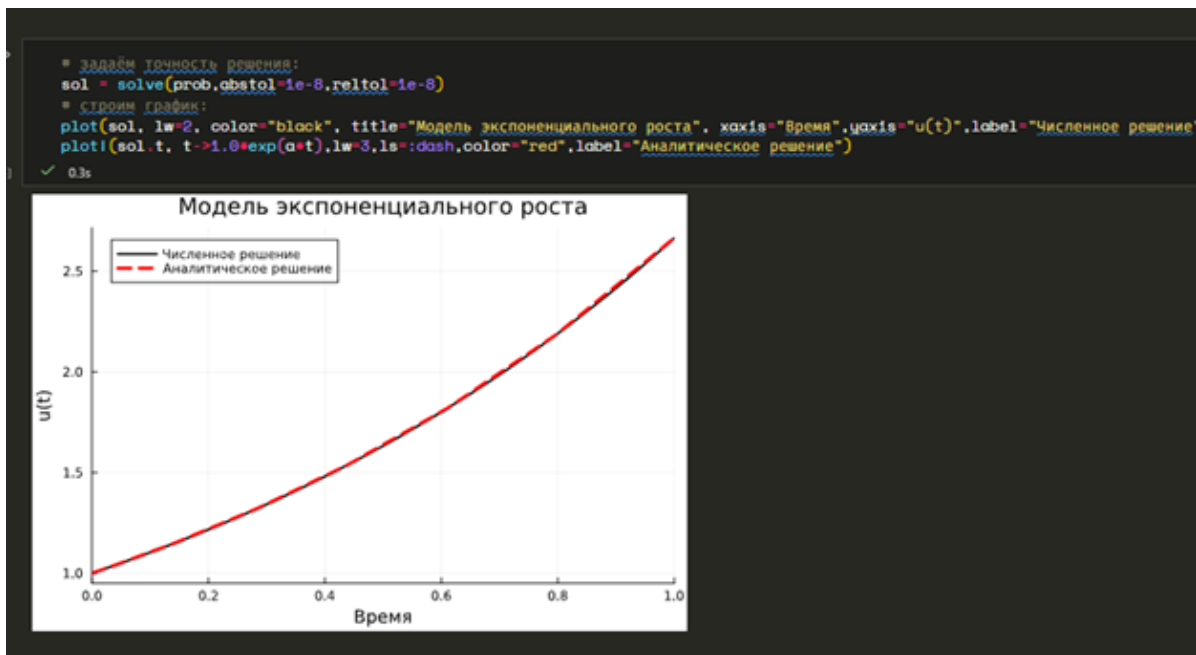 # задаём точность решения:
sol = solve(prob,abstol=1e-8,reltol=1e-8)
# строим график:
plot(sol, lw=2, color="black", title="Модель экспоненциального роста", xaxis="Время",yaxis="u(t)",label="Численное решение"
plot!(sol.t, t->1.0*exp(a*t),lw=3,ls=:dash,color="red",label="Аналитическое решение")
✓ 0.3s
Модель экспоненциального роста
Численное решение
Аналитическое решение
2.5
2.0
1.5
1.0
u(t)
0.0 0.2 0.4 0.6 0.8 1.0
Время